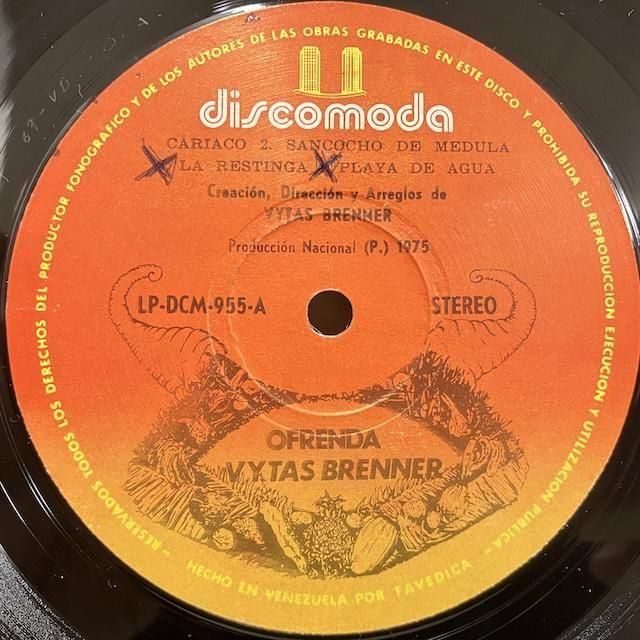 discomoda
1. CARIACO 2. SANCOCHO DE MEDULA
LA RESTINGA PLAYA DE AGUA
Creación, Dirección y Arreglos de
VYTAS BRENNER
Producción Nacional (P.) 1975
LP-DCM-955-A STEREO
OFRENDA
VYTAS BRENNER
- RESERVADOS TODOS LOS DERECHOS DEL PRODUCTOR FONOGRAFICO Y DE LOS AUTORES DE LAS OBRAS GRABADAS EN ESTE DISCO Y PROHIBIDA SU REPRODUCCION EJECUCION Y UTILIZACION PUBLICA -
HECHO EN VENEZUELA POR FAVEDICA